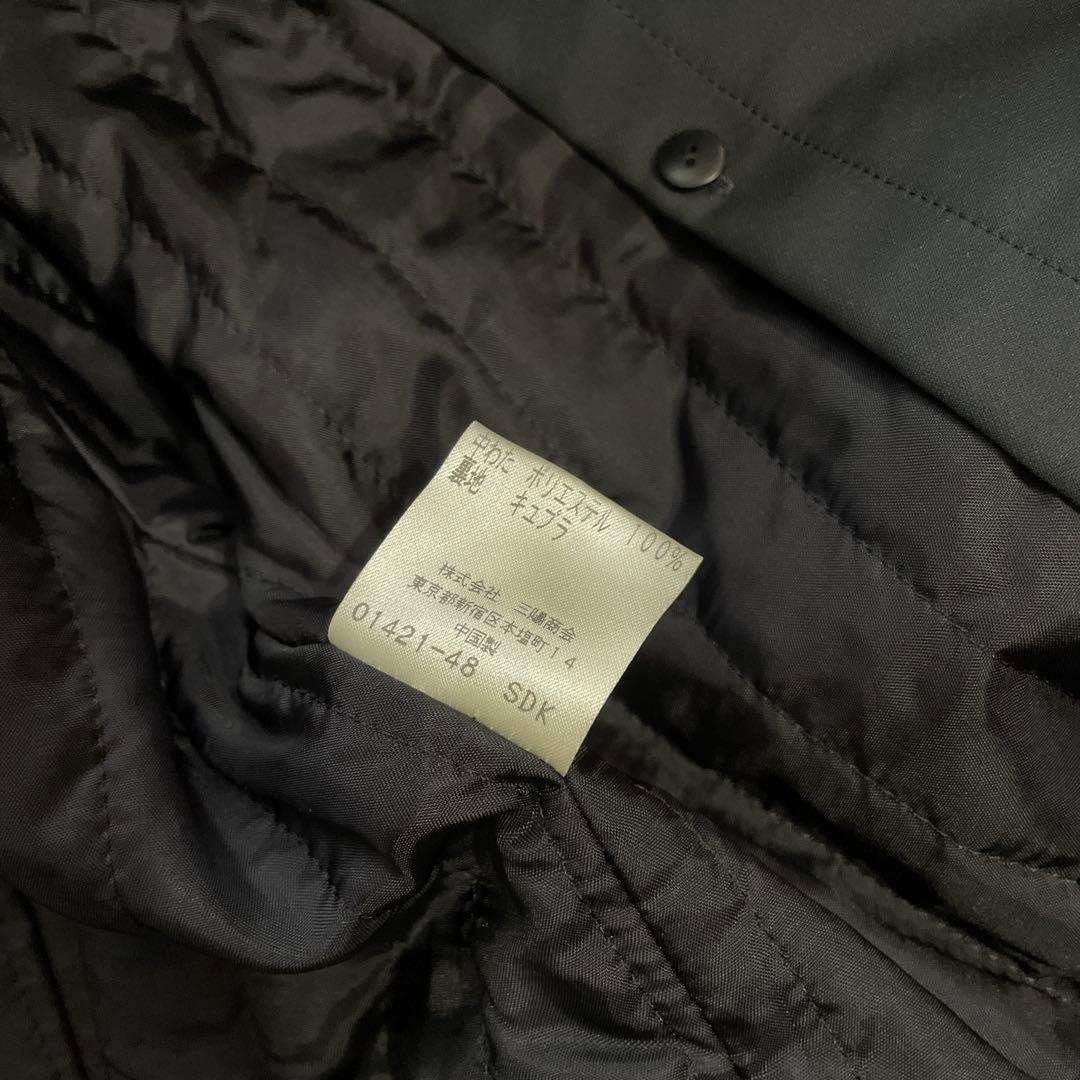 中わた ポリエステル 100%
裏地 キュプラ
株式会社 三陽商会
東京都新宿区本塩町14
中国製
01421-48 SDK